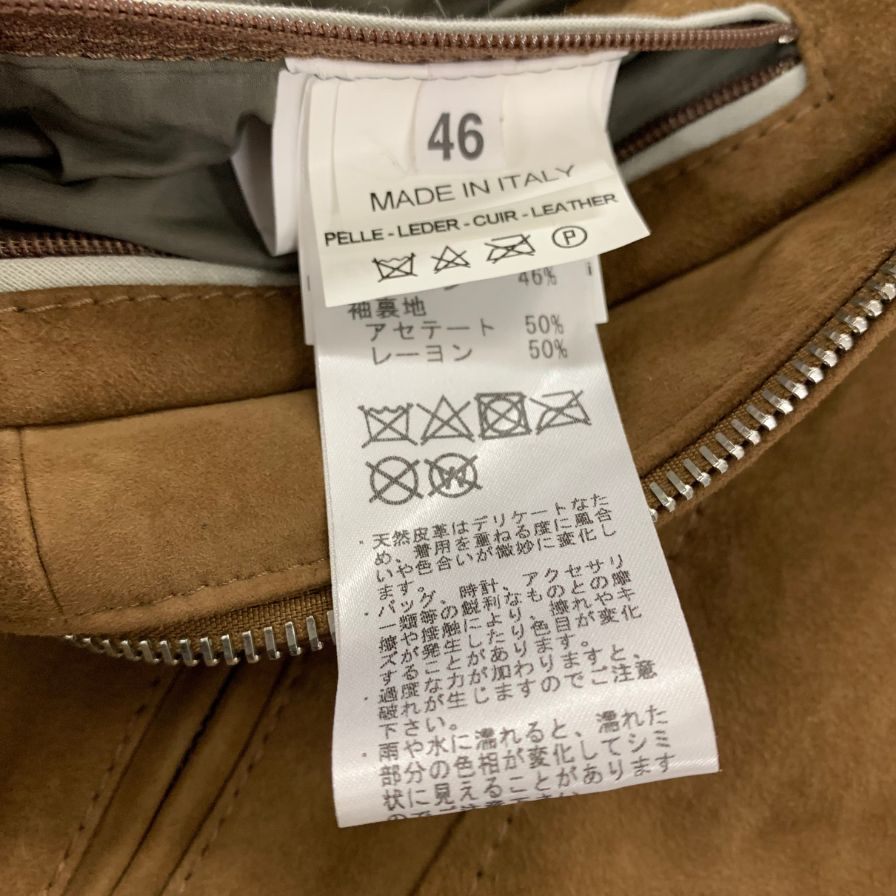 46
MADE IN ITALY
PELLE - LEDER - CUIR - LEATHER
P
46%
袖裏地
アセテート 50%
レーヨン 50%
W
・天然皮革はデリケートなた
め、着用を重ねる度に風合
いや色合いが微妙に変化し
ます。
・バッグ、時計、アクセサリ
ー類等の鋭利なものとの摩
擦や接触により、擦れやキ
ズが発生したり色目が変化
することがあります。
・過度な力が加わりますと、
破れが生じますのでご注意
下さい。
・雨や水に濡れると、濡れた
部分の色相が変化してシミ
状に見えることがあります
のでご注意下さい。